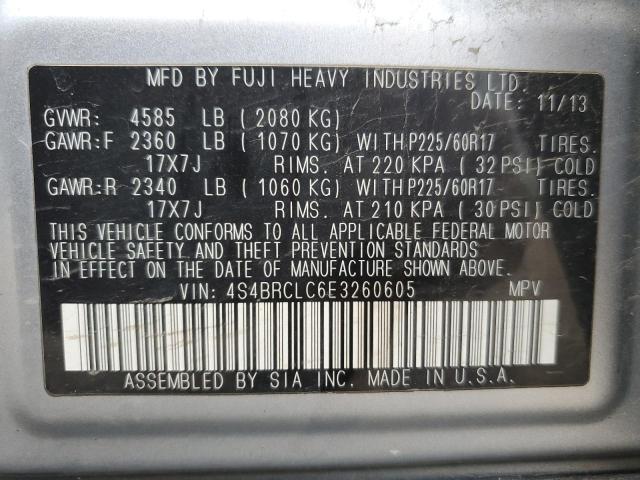 MFD BY FUJI HEAVY INDUSTRIES LTD.
DATE: 11/13
GVWR: 4585 LB ( 2080 KG)
GAWR:F 2360 LB ( 1070 KG) WITH P225/60R17 TIRES.
17X7J RIMS. AT 220 KPA ( 32 PSI) COLD
GAWR:R 2340 LB ( 1060 KG) WITH P225/60R17 TIRES.
17X7J RIMS. AT 210 KPA ( 30 PSI) COLD
THIS VEHICLE CONFORMS TO ALL APPLICABLE FEDERAL MOTOR
VEHICLE SAFETY AND THEFT PREVENTION STANDARDS
IN EFFECT ON THE DATE OF MANUFACTURE SHOWN ABOVE.
VIN: 4S4BRCLC6E3260605 MPV
ASSEMBLED BY SIA INC. MADE IN U.S.A.